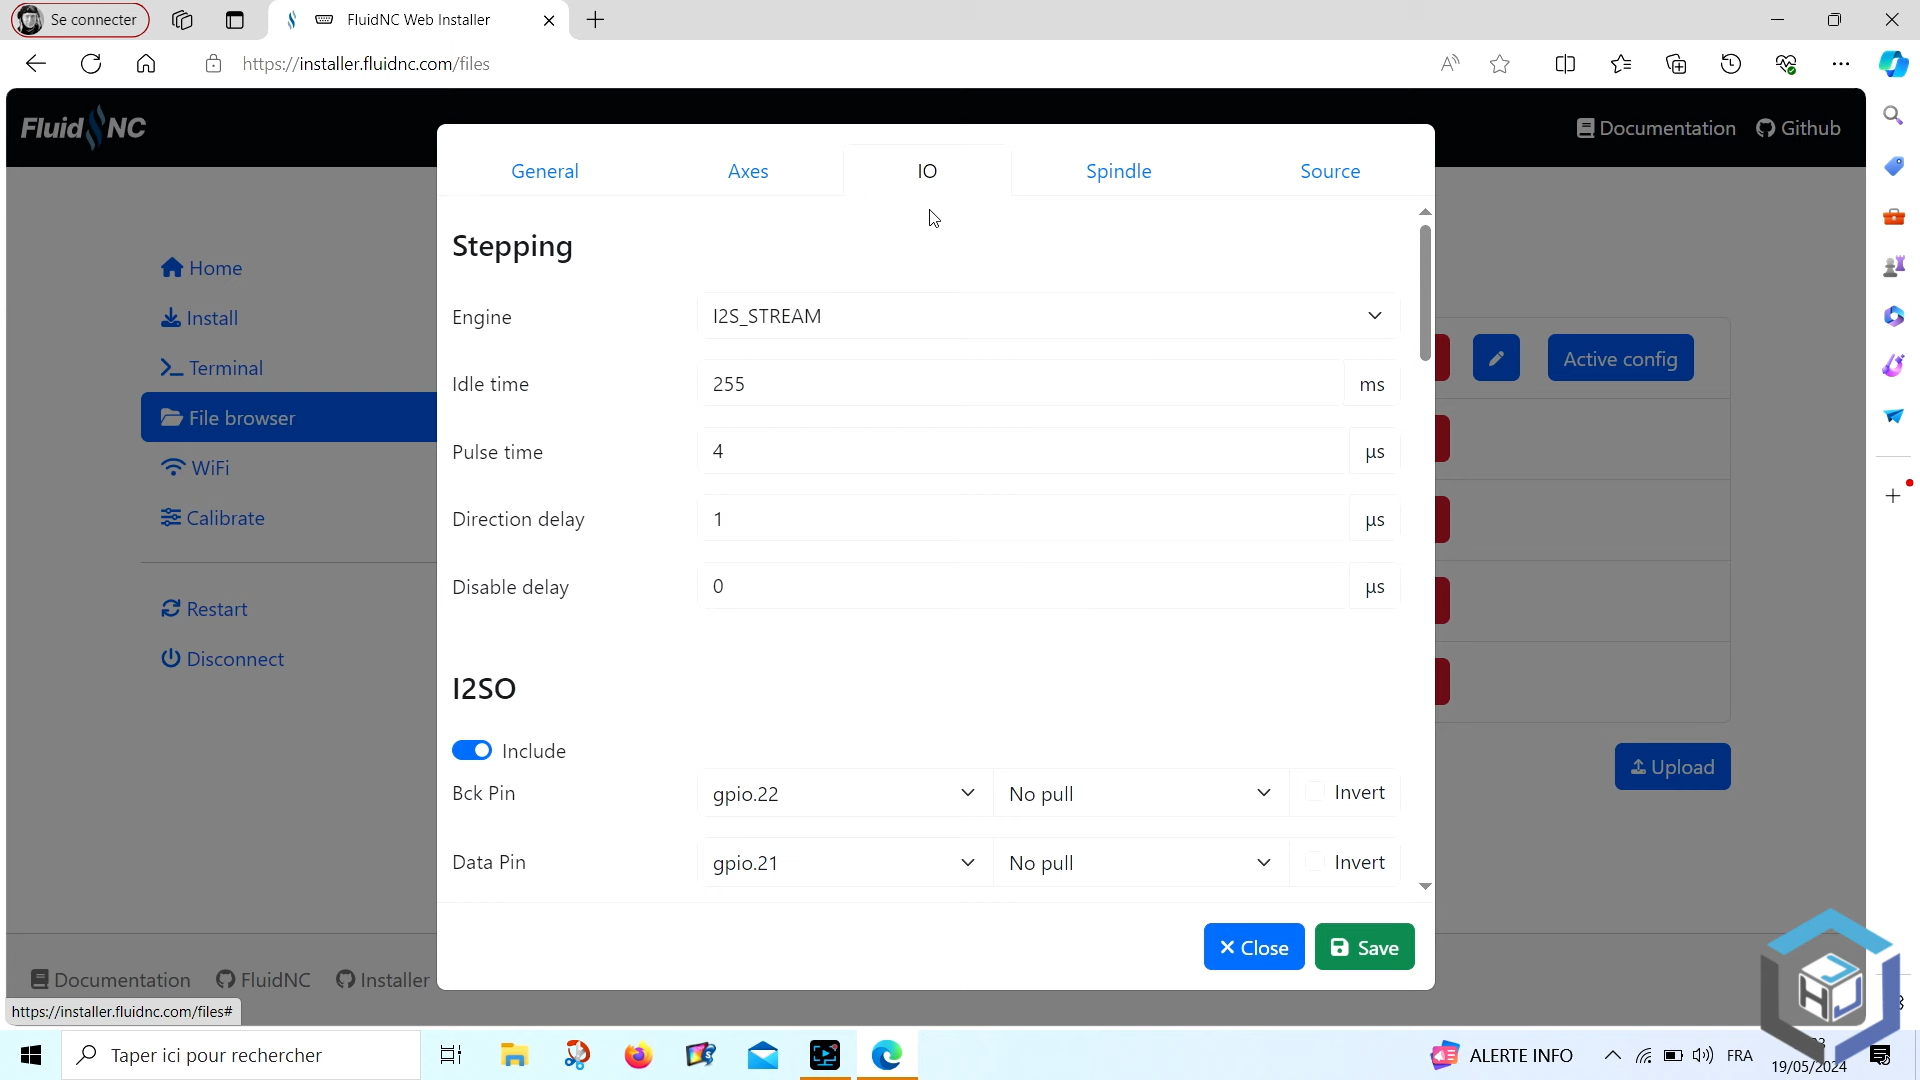 Se connecter
FluidNC Web Installer
https://installer.fluidnc.com/files
FluidNC
Documentation
Github
General
Axes
IO
Spindle
Source
Home
Install
Terminal
File browser
WiFi
Calibrate
Restart
Disconnect
Stepping
Engine
I2S_STREAM
Idle time
255
ms
Pulse time
4
µs
Direction delay
1
µs
Disable delay
0
µs
I2SO
Include
Bck Pin
gpio.22
No pull
Invert
Data Pin
gpio.21
No pull
Invert
Active config
Upload
Close
Save
Documentation
FluidNC
Installer
https://installer.fluidnc.com/files#
Taper ici pour rechercher
ALERTE INFO
FRA
19/05/2024